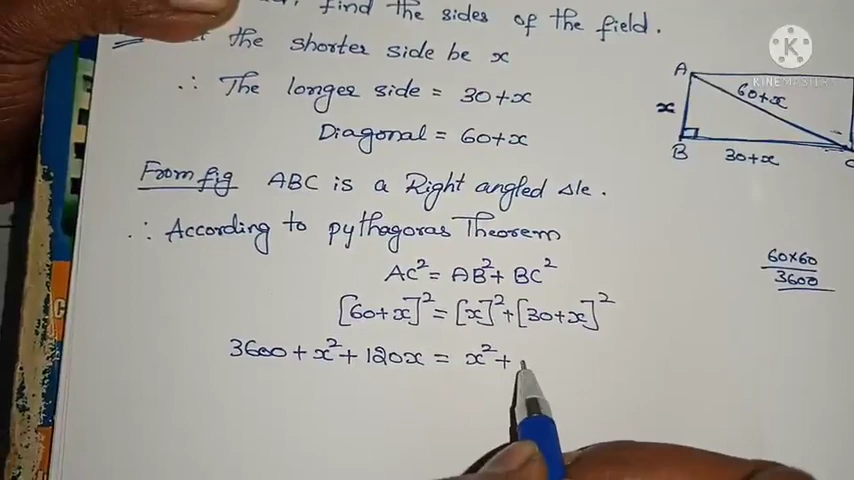 find the sides of the field.
the shorter side be x
∴ The longer side = 30+x
Diagonal = 60+x
From fig ABC is a Right angled Δle.
∴ According to pythagoras Theorem
AC²= AB²+ BC²
[60+x]² = [x]²+[30+x]²
3600 + x² + 120x = x² +
K
KINEMASTER
A
60+x
x
B
30+x
C
60×60
3600